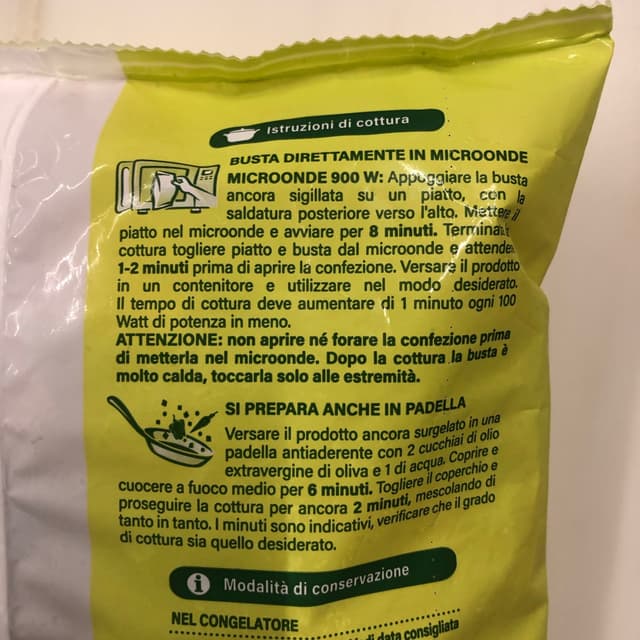 Istruzioni di cottura
BUSTA DIRETTAMENTE IN MICROONDE
MICROONDE 900 W: Appoggiare la busta
ancora sigillata su un piatto, con la
saldatura posteriore verso l'alto. Mettere il
piatto nel microonde e avviare per 8 minuti. Terminata
cottura togliere piatto e busta dal microonde e attendere
1-2 minuti prima di aprire la confezione. Versare il prodotto
in un contenitore e utilizzare nel modo desiderato.
Il tempo di cottura deve aumentare di 1 minuto ogni 100
Watt di potenza in meno.
ATTENZIONE: non aprire né forare la confezione prima
di metterla nel microonde. Dopo la cottura la busta è
molto calda, toccarla solo alle estremità.
SI PREPARA ANCHE IN PADELLA
Versare il prodotto ancora surgelato in una
padella antiaderente con 2 cucchiai di olio
extravergine di oliva e 1 di acqua. Coprire e
cuocere a fuoco medio per 6 minuti. Togliere il coperchio e
proseguire la cottura per ancora 2 minuti, mescolando di
tanto in tanto. I minuti sono indicativi, verificare che il grado
di cottura sia quello desiderato.
i Modalità di conservazione
NEL CONGELATORE
di data consigliata